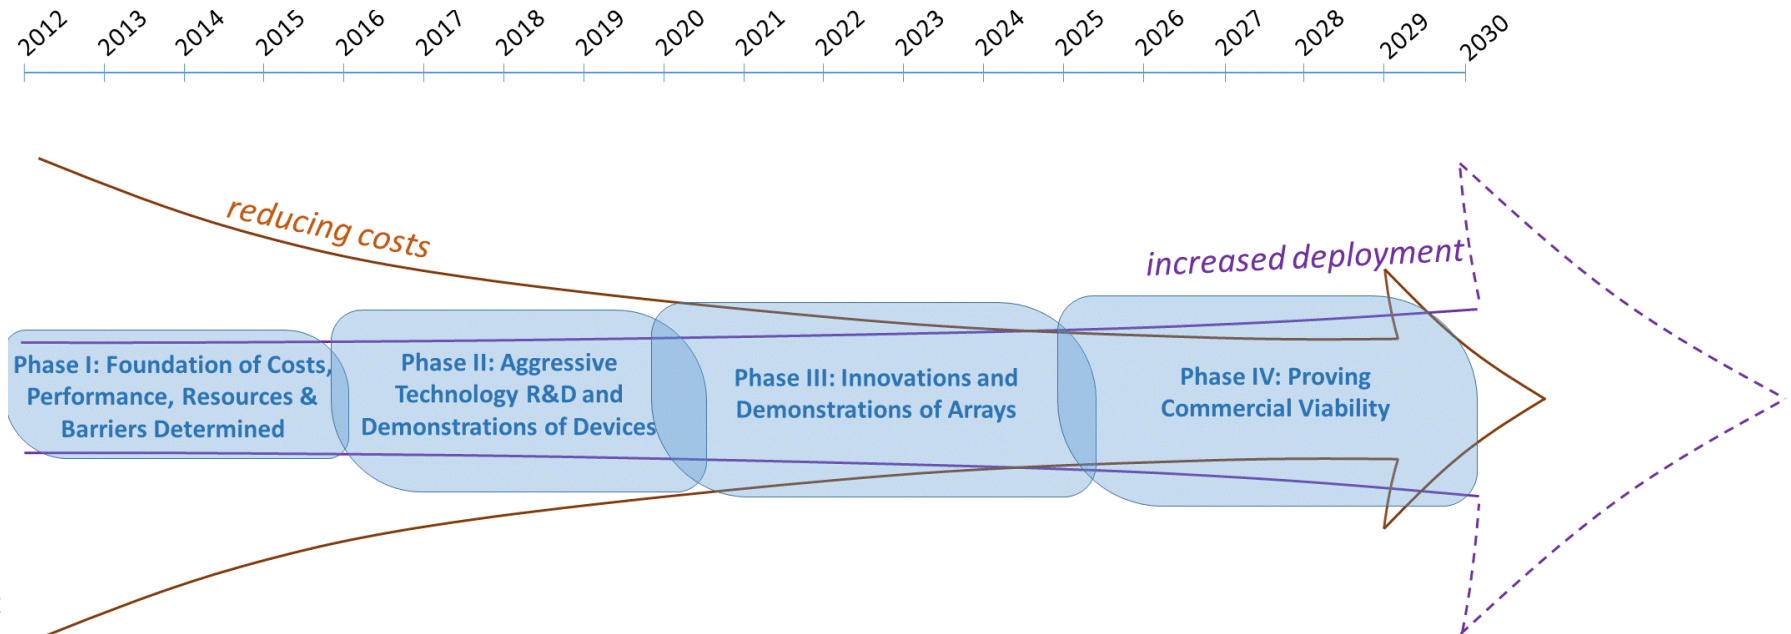 2012 2013 2014 2015 2016 2017 2018 2019 2020 2021 2022 2023 2024 2025 2026 2027 2028 2029 2030
reducing costs
increased deployment
Phase I: Foundation of Costs,
Performance, Resources &
Barriers Determined
Phase II: Aggressive
Technology R&D and
Demonstrations of Devices
Phase III: Innovations and
Demonstrations of Arrays
Phase IV: Proving
Commercial Viability